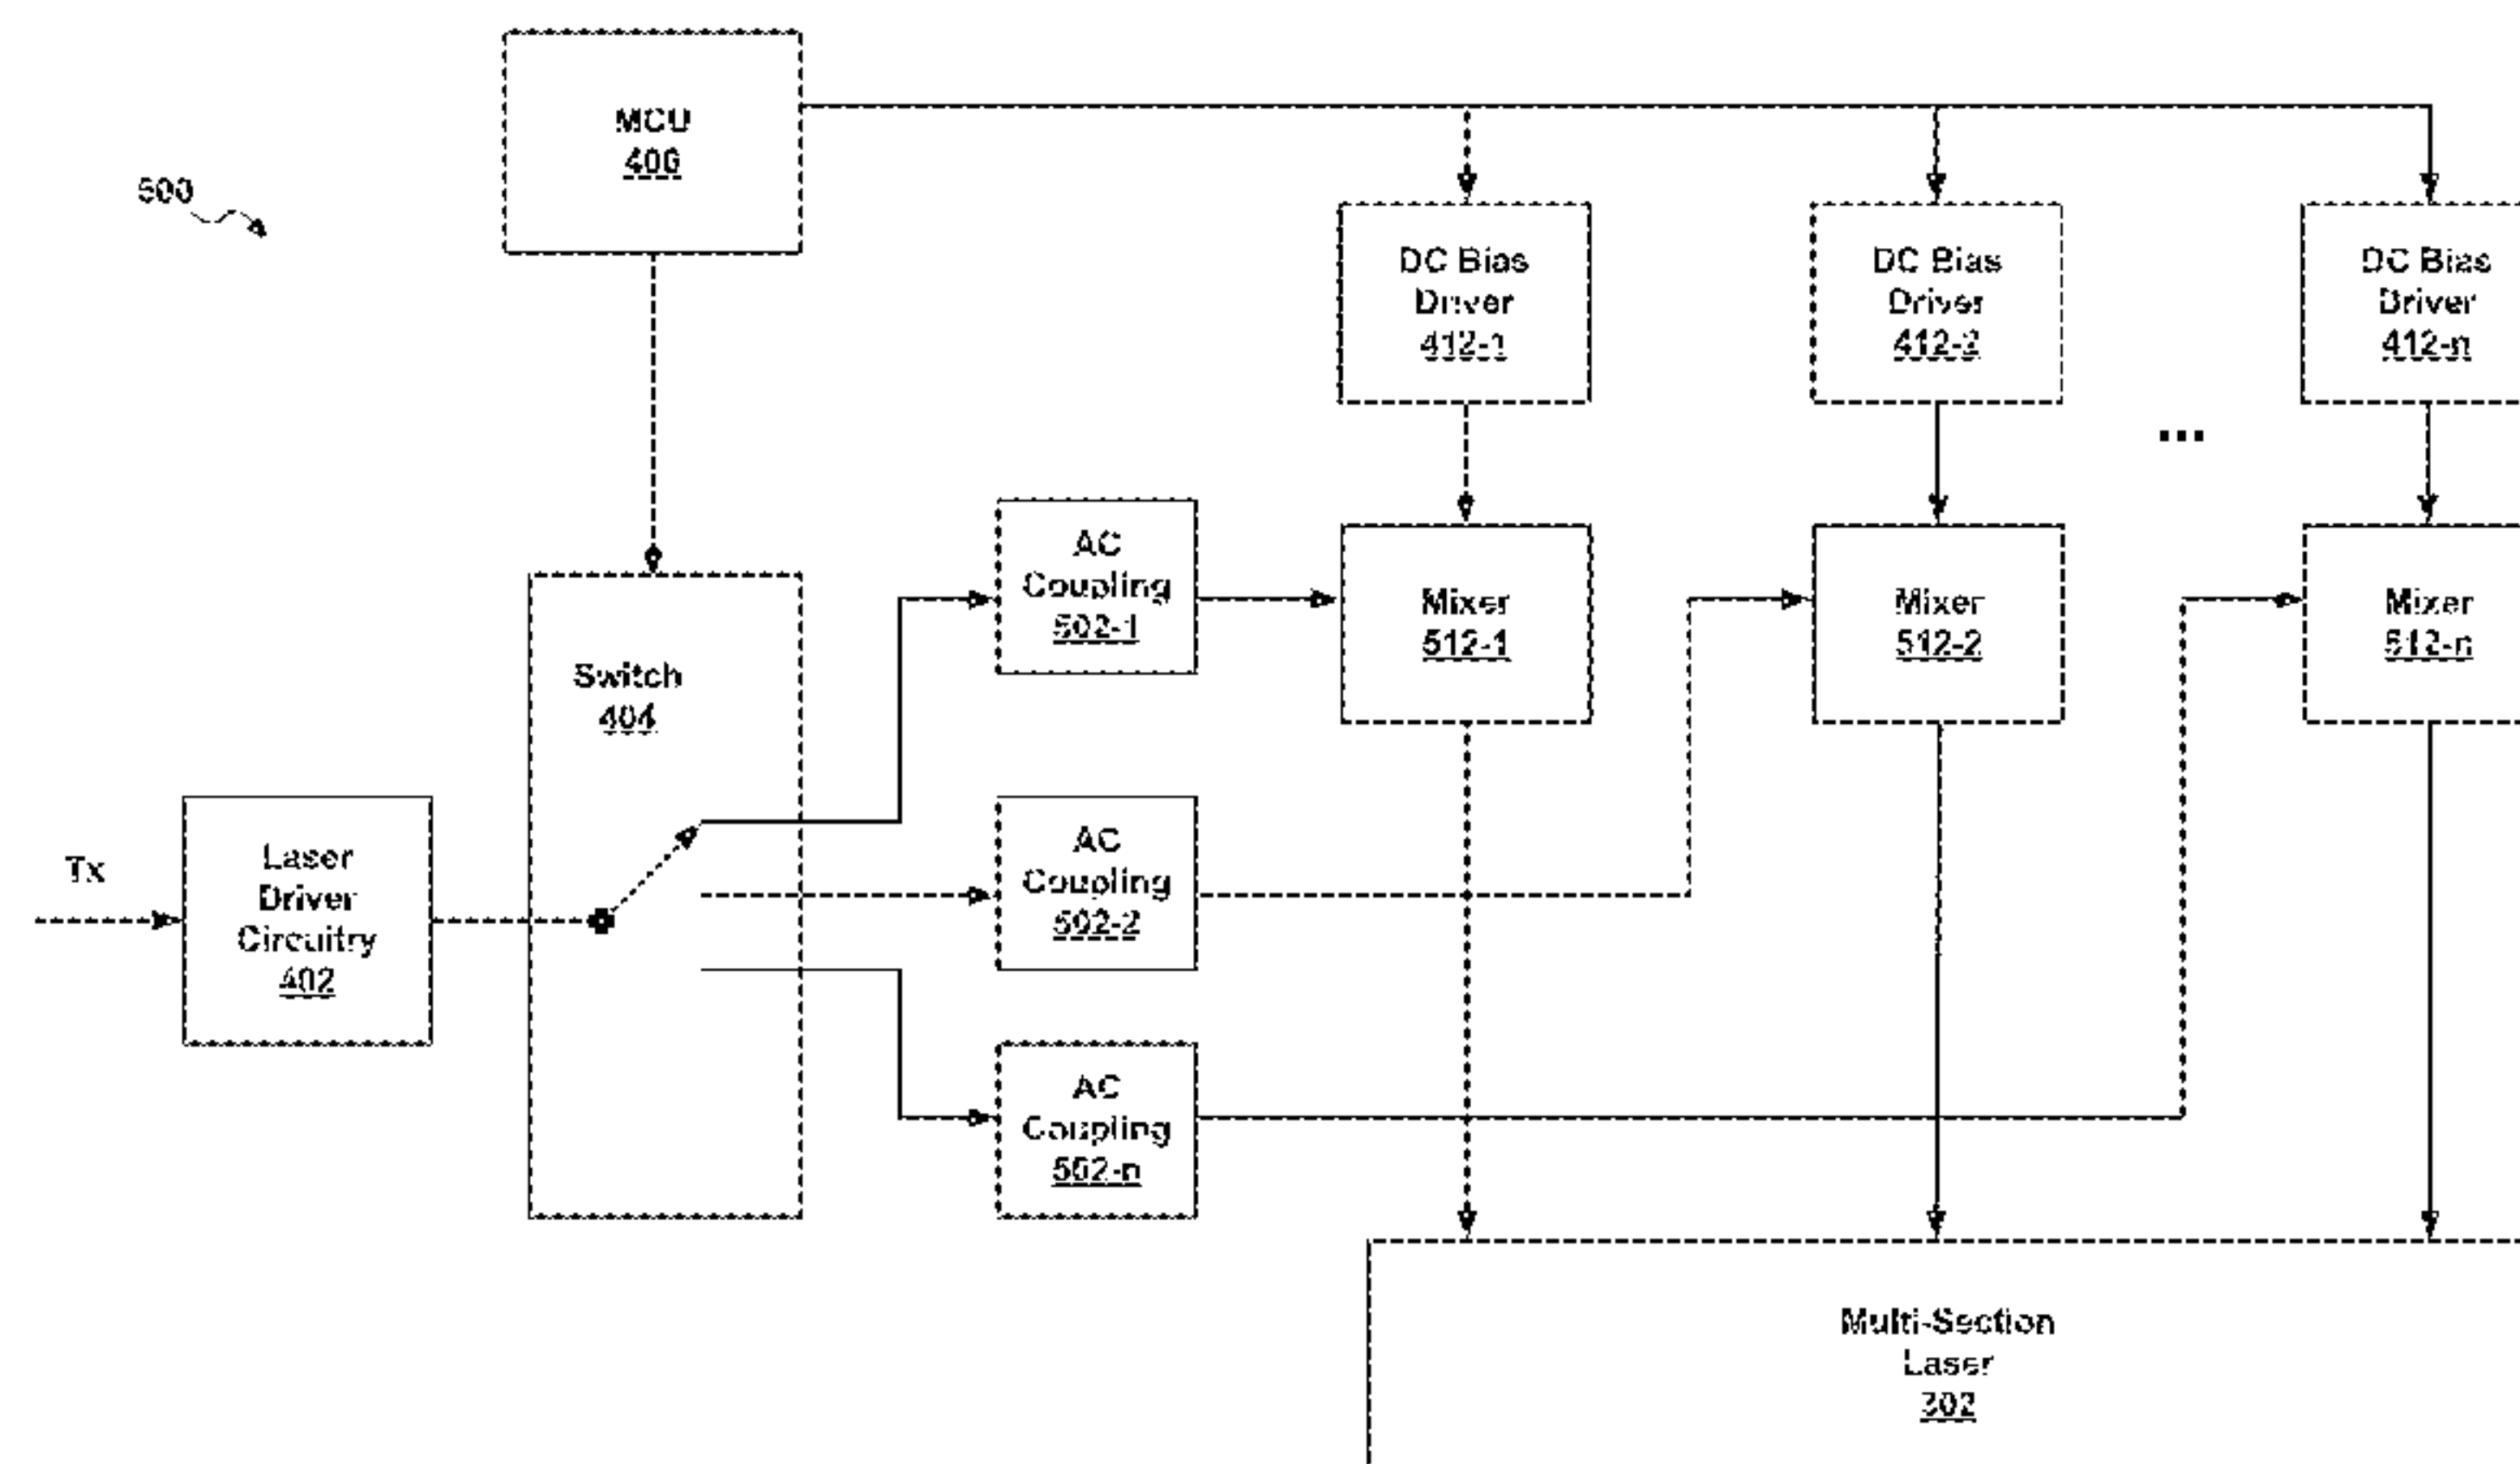 MCU
406
500
DC Bias
Driver
412-1
DC Bias
Driver
412-2
DC Bias
Driver
412-n
...
AC
Coupling
502-1
Mixer
512-1
Mixer
512-2
Mixer
512-n
Switch
404
Tx
Laser
Driver
Circuitry
402
AC
Coupling
502-2
AC
Coupling
502-n
Multi-Section
Laser
302